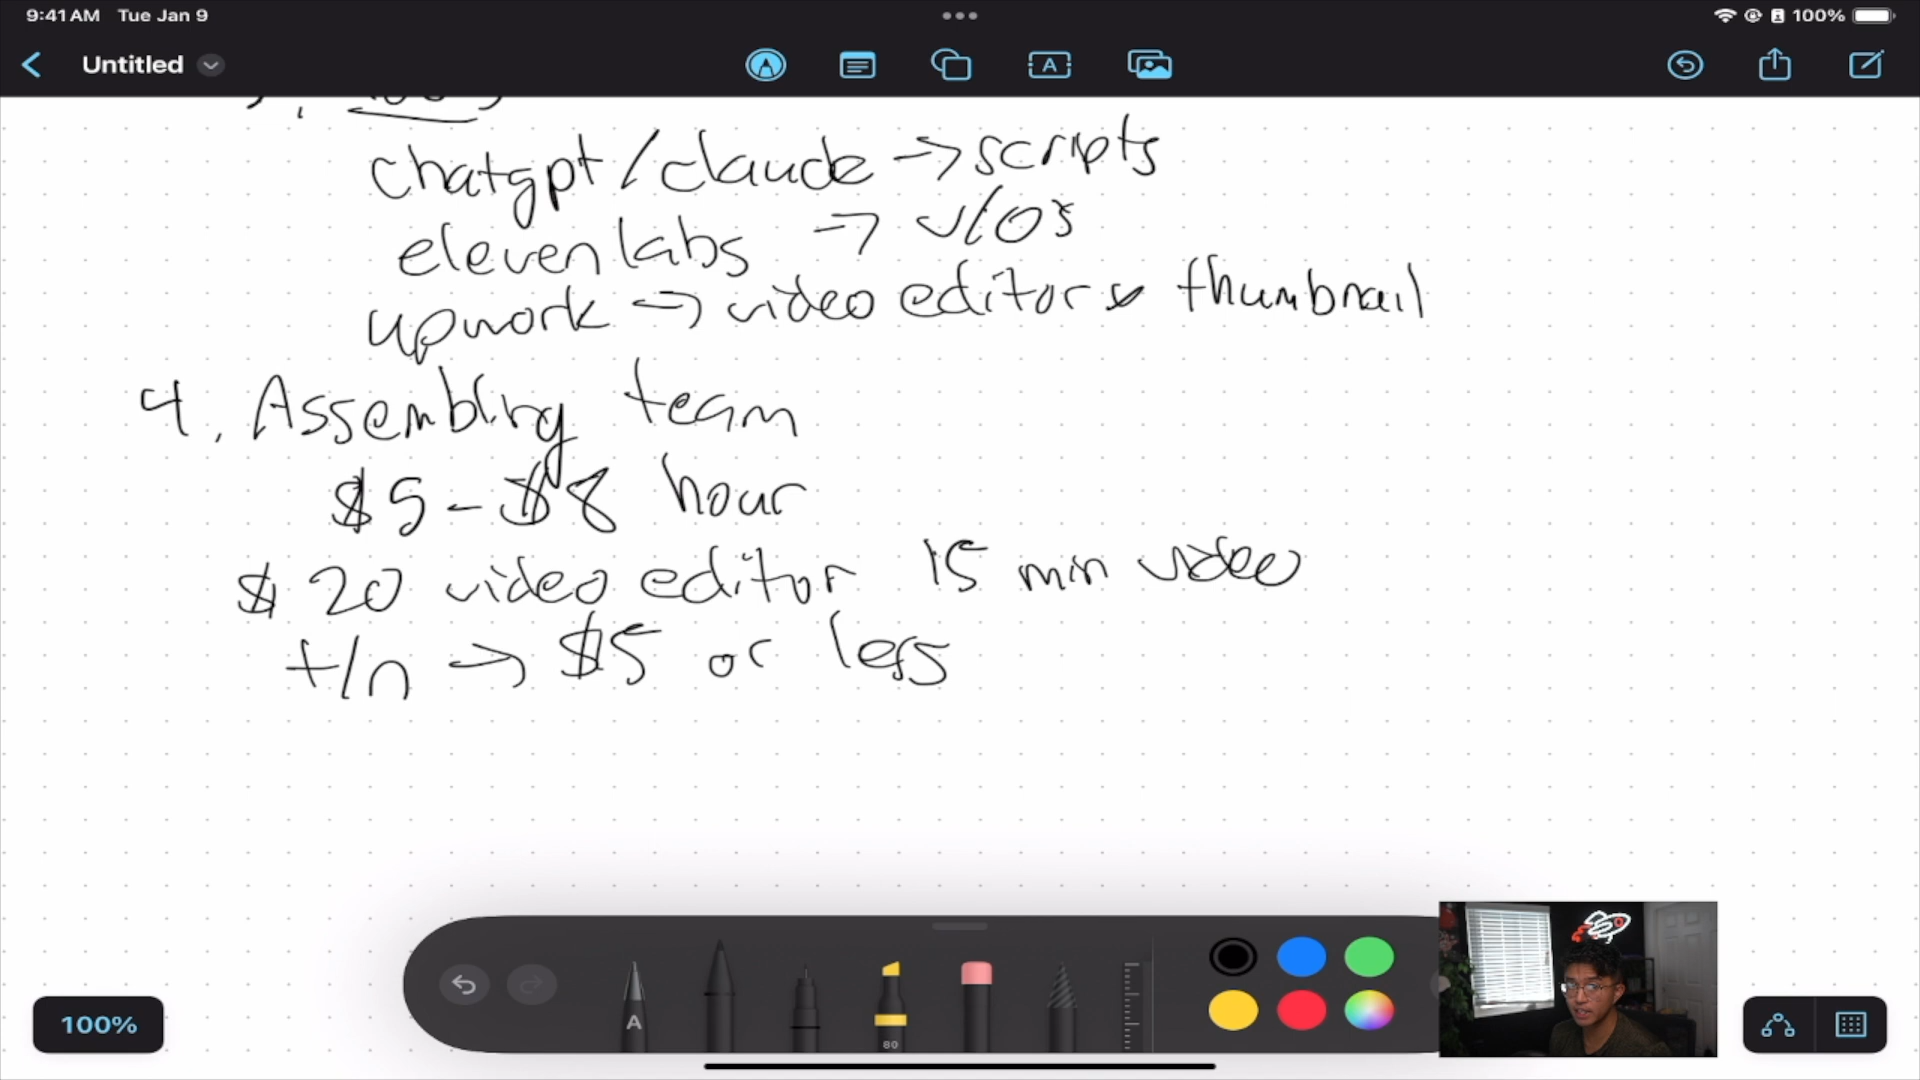 9:41 AM Tue Jan 9
100%
Untitled
A
chatgpt/claude -> scripts
elevenlabs -> v/os
upwork -> video editor & thumbnail
4. Assembling team
$5 - $8 hour
$20 video editor 15 min video
t/n -> $5 or less
A
80
100%